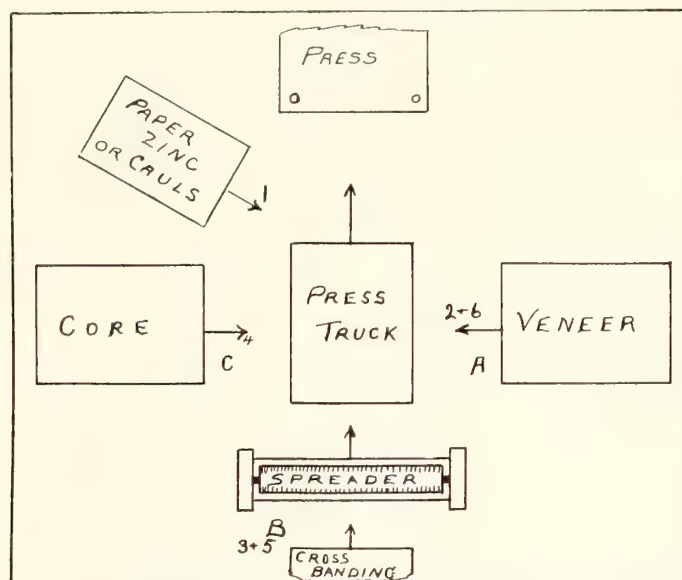 PRESS
PAPER
ZINC
OR CAULS
1
CORE
4
C
PRESS
TRUCK
2+6
A
VENEER
SPREADER
B
3+5
CROSS
BANDING